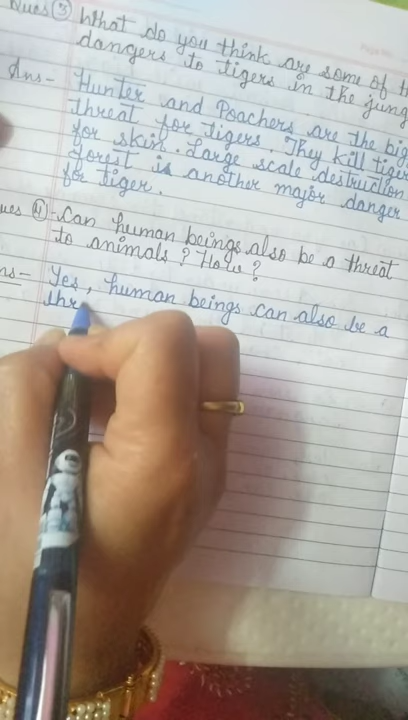 Ques ③ What do you think are some of th
dangers to tigers in the jung
Ans- Hunter and Poachers are the big
threat for tigers. They kill tiger
for skin. Large scale destruction
forest is another major danger
for tiger.
ues ④-Can human beings also be a threat
to animals? How?
ns- Yes, human beings can also be a
thre